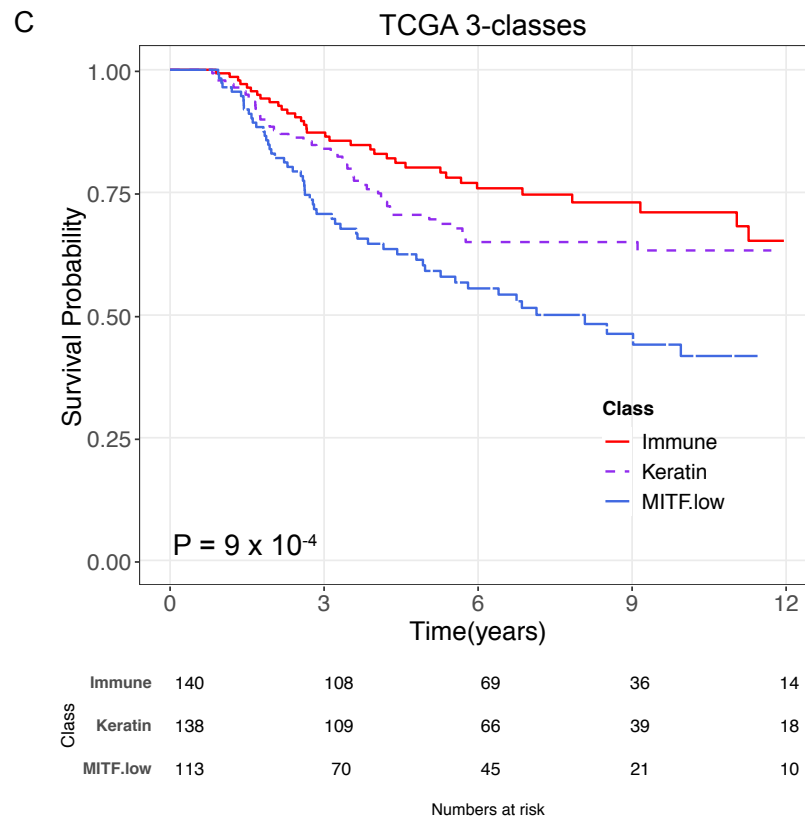 C
TCGA 3-classes
1.00
0.75
0.50
0.25
0.00
Survival Probability
Class
Immune
Keratin
MITF.low
P = 9 x 10⁻⁴
0 3 6 9 12
Time(years)
Class
Immune 140 108 69 36 14
Keratin 138 109 66 39 18
MITF.low 113 70 45 21 10
Numbers at risk